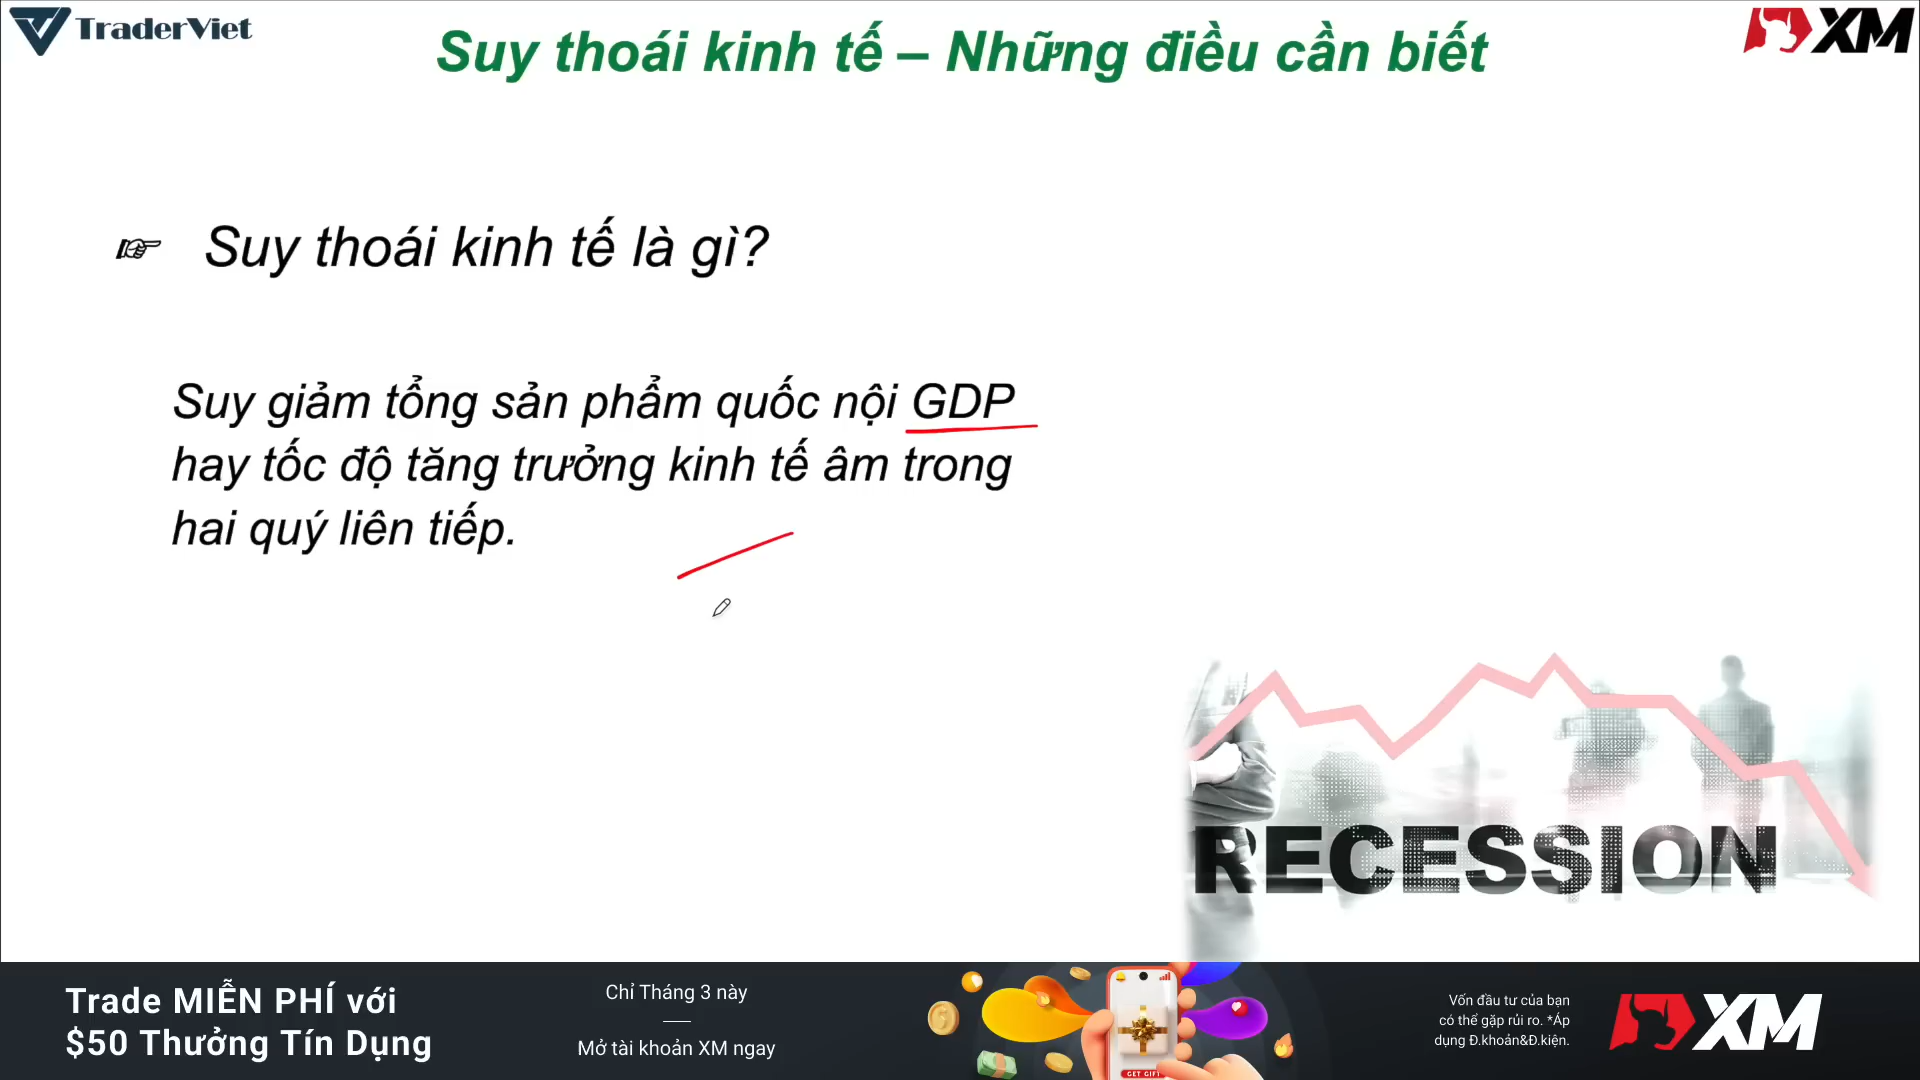 TraderViet
XM
Suy thoái kinh tế – Những điều cần biết
☞ Suy thoái kinh tế là gì?
Suy giảm tổng sản phẩm quốc nội GDP
hay tốc độ tăng trưởng kinh tế âm trong
hai quý liên tiếp.
RECESSION
Trade MIỄN PHÍ với
$50 Thưởng Tín Dụng
Chỉ Tháng 3 này
Mở tài khoản XM ngay
GET GIFT
Vốn đầu tư của bạn
có thể gặp rủi ro. *Áp
dụng Đ.khoản&Đ.kiện.
XM